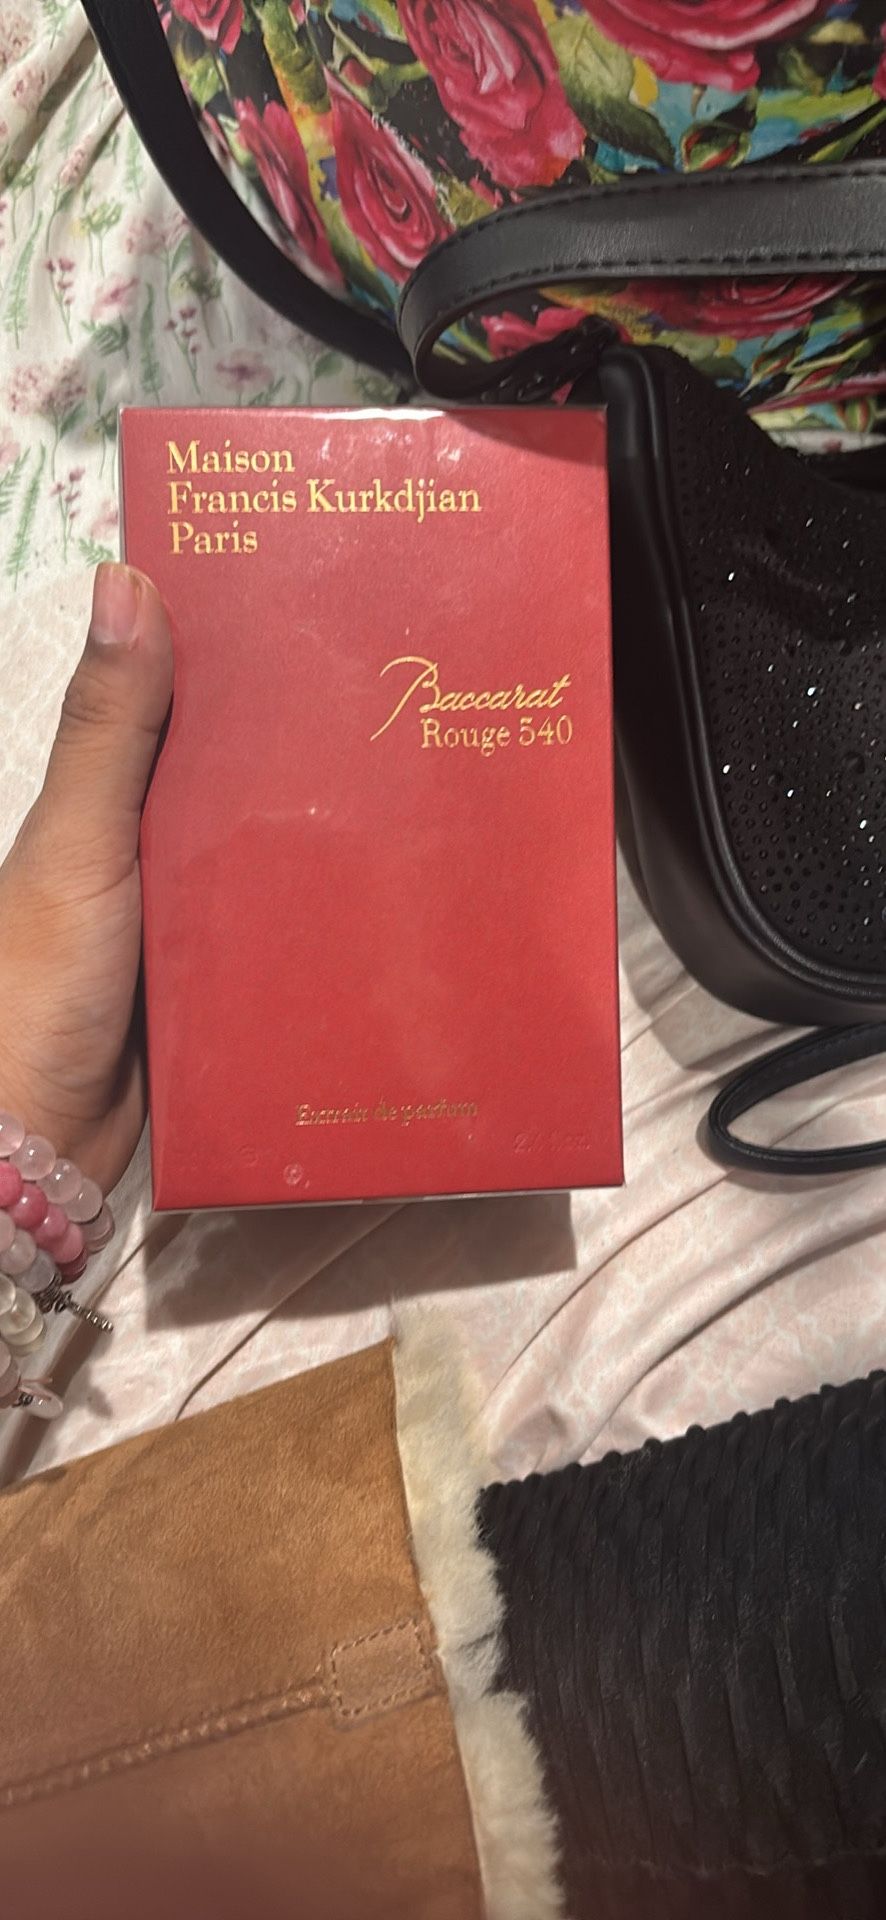 Maison
Francis Kurkdjian
Paris
Baccarat
Rouge 540
Extrait de parfum